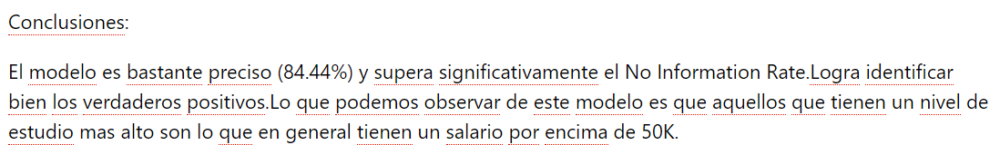 Conclusiones:
El modelo es bastante preciso (84.44%) y supera significativamente el No Information Rate.Logra identificar
bien los verdaderos positivos.Lo que podemos observar de este modelo es que aquellos que tienen un nivel de
estudio mas alto son lo que en general tienen un salario por encima de 50K.